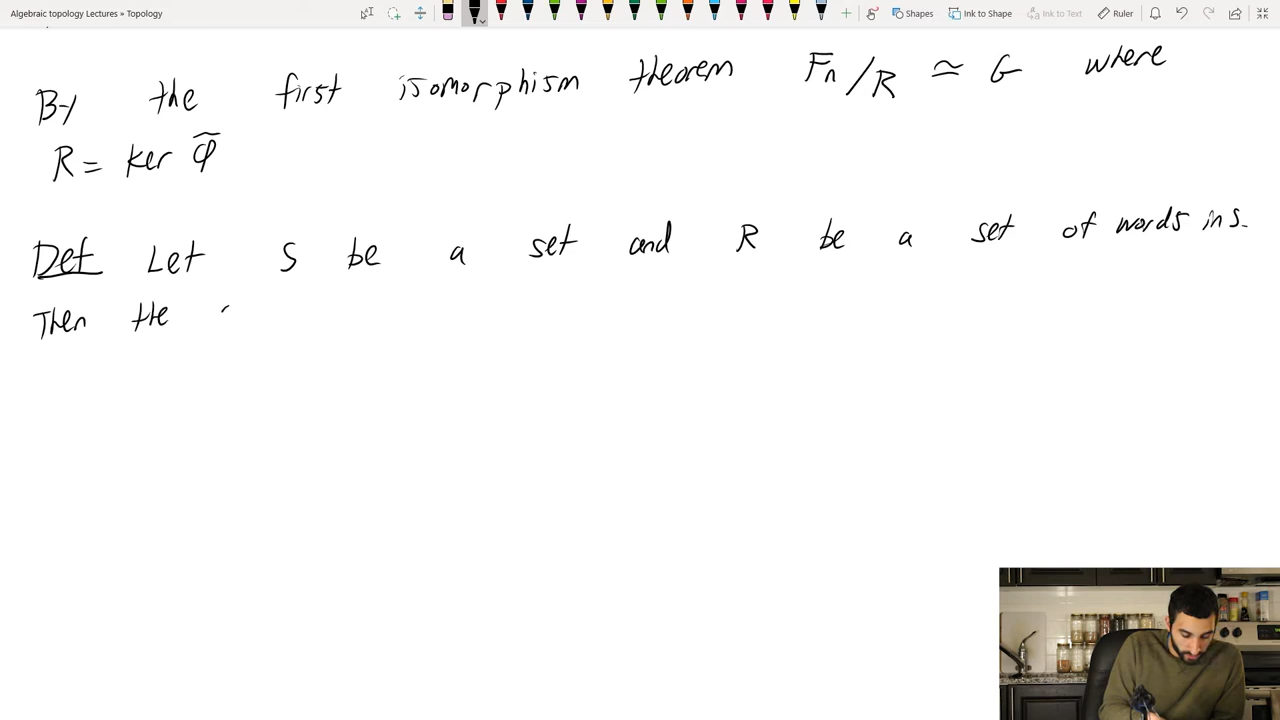 Algebraic topology Lectures » Topology
Shapes
Ink to Shape
Ink to Text
Ruler
By the first isomorphism theorem Fn/R ≃ G where
R = ker φ̃
Def Let S be a set and R be a set of words in S.
Then the